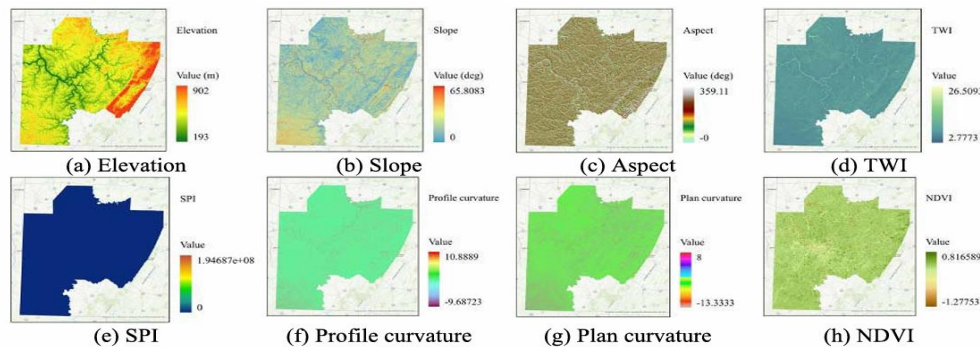 Elevation
Value (m)
902
193
(a) Elevation
Slope
Value (deg)
65.8083
0
(b) Slope
Aspect
Value (deg)
359.11
-0
(c) Aspect
TWI
Value
26.5093
2.7773
(d) TWI
SPI
Value
1.94687e+08
0
(e) SPI
Profile curvature
Value
10.8889
-9.68723
(f) Profile curvature
Plan curvature
Value
8
-13.3333
(g) Plan curvature
NDVI
Value
0.816589
-1.27753
(h) NDVI